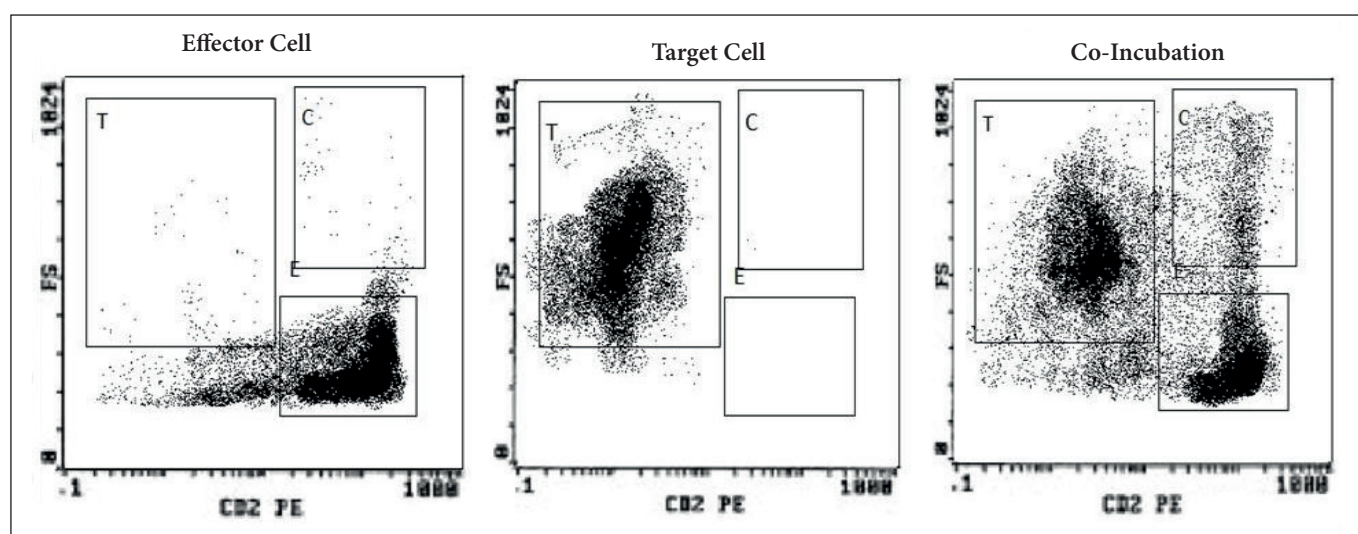 Effector Cell
Target Cell
Co-Incubation
1024
T
C
E
FS
0
.1
1000
CD2 PE
1024
T
C
E
FS
0
.1
1000
CD2 PE
1024
T
C
E
FS
0
.1
1000
CD2 PE